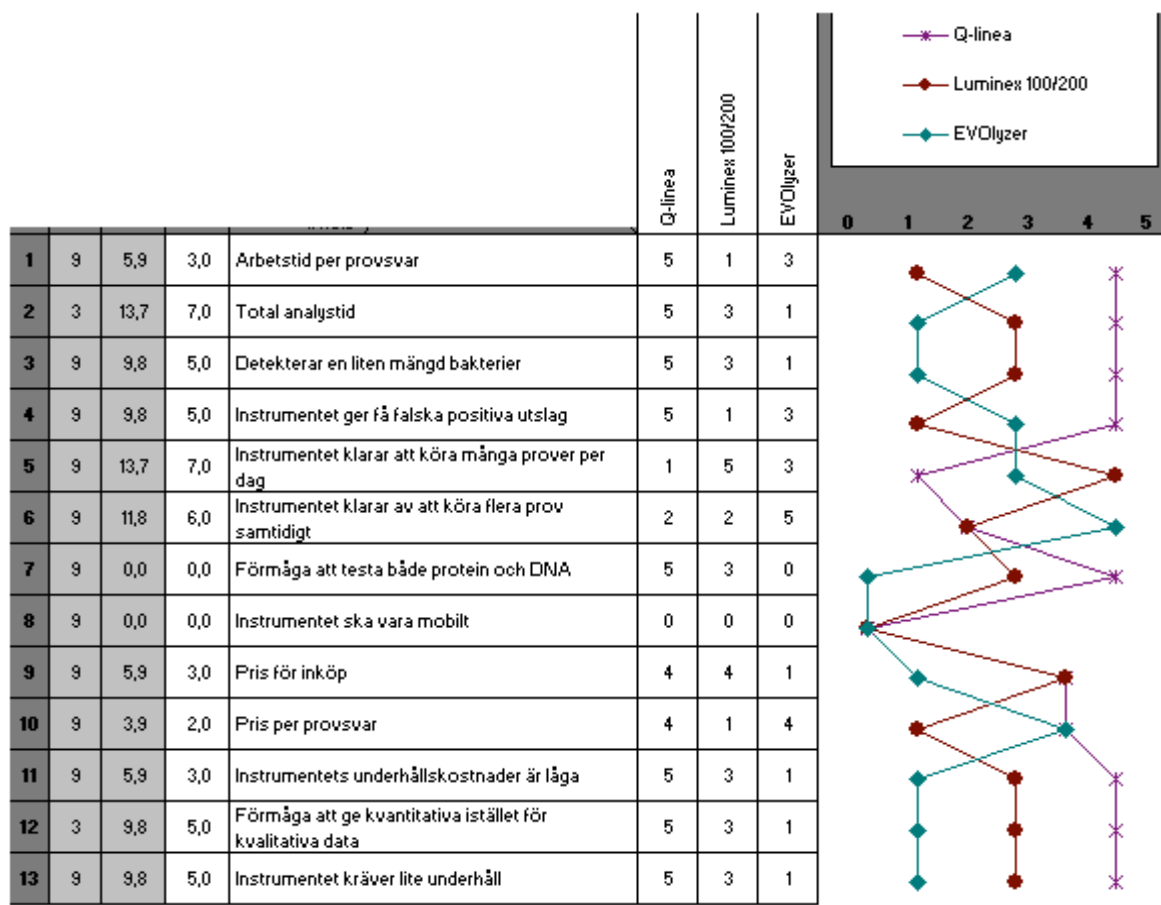 Q-linea
Luminex 100/200
EVOlyzer
Q-linea
Luminex 100/200
EVOlyzer
0 1 2 3 4 5
1 9 5,9 3,0 Arbetstid per provsvar 5 1 3
2 3 13,7 7,0 Total analystid 5 3 1
3 9 9,8 5,0 Detekterar en liten mängd bakterier 5 3 1
4 9 9,8 5,0 Instrumentet ger få falska positiva utslag 5 1 3
5 9 13,7 7,0 Instrumentet klarar att köra många prover per
dag 1 5 3
6 9 11,8 6,0 Instrumentet klarar av att köra flera prov
samtidigt 2 2 5
7 9 0,0 0,0 Förmåga att testa både protein och DNA 5 3 0
8 9 0,0 0,0 Instrumentet ska vara mobilt 0 0 0
9 9 5,9 3,0 Pris för inköp 4 4 1
10 9 3,9 2,0 Pris per provsvar 4 1 4
11 9 5,9 3,0 Instrumentets underhållskostnader är låga 5 3 1
12 3 9,8 5,0 Förmåga att ge kvantitativa istället för
kvalitativa data 5 3 1
13 9 9,8 5,0 Instrumentet kräver lite underhåll 5 3 1